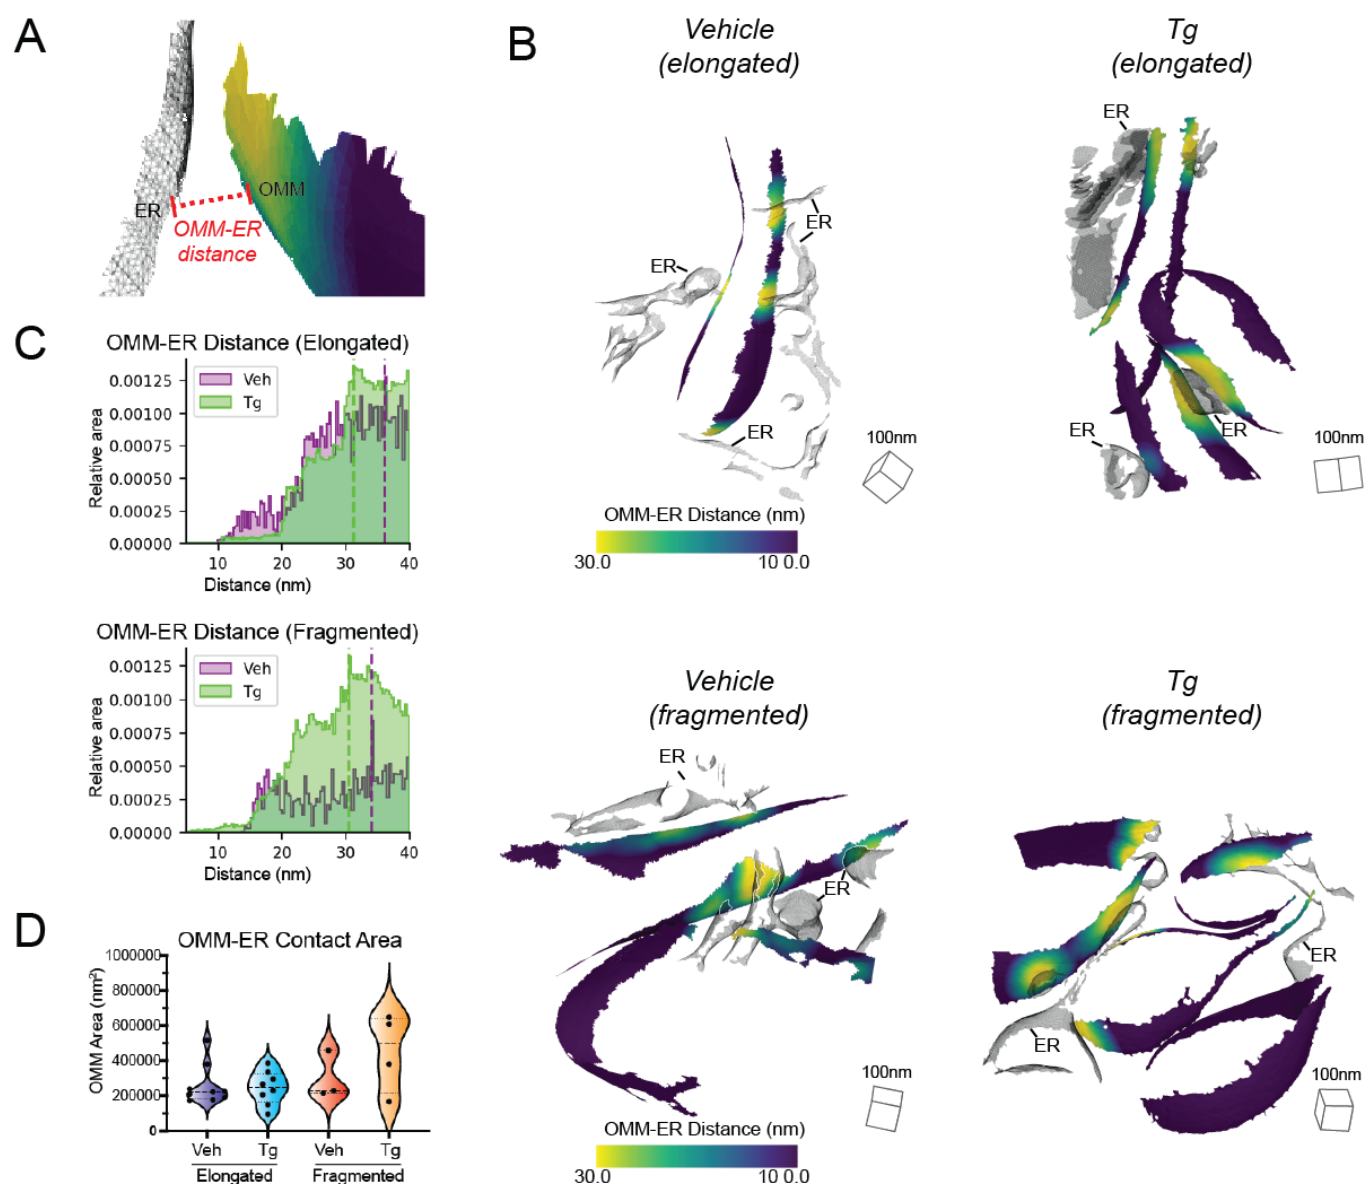 A
ER
OMM
OMM-ER
distance
B
Vehicle
(elongated)
ER
ER
ER
100nm
Tg
(elongated)
ER
ER
ER
100nm
OMM-ER Distance (nm)
30.0
10 0.0
C
OMM-ER Distance (Elongated)
Veh
Tg
Relative area
0.00125
0.00100
0.00075
0.00050
0.00025
0.00000
10
20
30
40
Distance (nm)
OMM-ER Distance (Fragmented)
Veh
Tg
Relative area
0.00125
0.00100
0.00075
0.00050
0.00025
0.00000
10
20
30
40
Distance (nm)
Vehicle
(fragmented)
ER
ER
100nm
Tg
(fragmented)
ER
ER
100nm
OMM-ER Distance (nm)
30.0
10 0.0
D
OMM-ER Contact Area
OMM Area (nm²)
1000000
800000
600000
400000
200000
0
Veh
Tg
Veh
Tg
Elongated
Fragmented